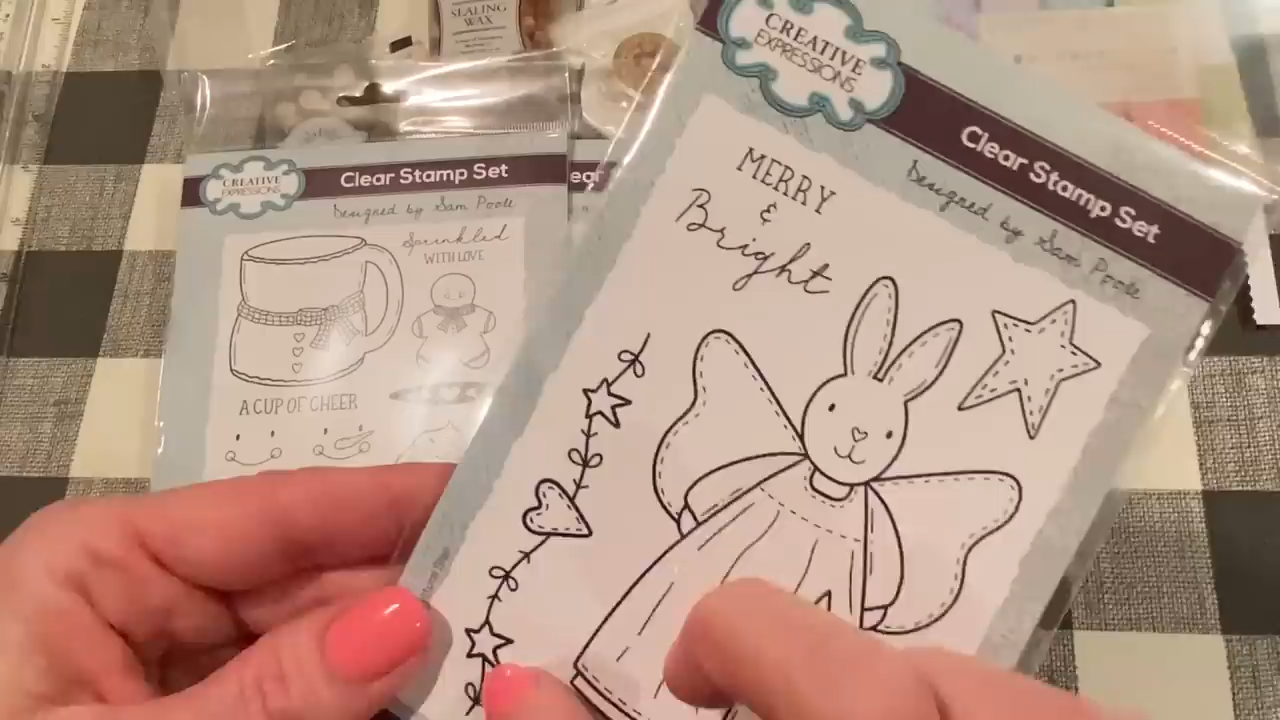 SEALING
WAX
CREATIVE
EXPRESSIONS
Clear Stamp Set
Designed by Sam Poole
Sprinkled
WITH LOVE
A CUP OF CHEER
ear
CREATIVE
EXPRESSIONS
Clear Stamp Set
Designed by Sam Poole
MERRY
&
Bright